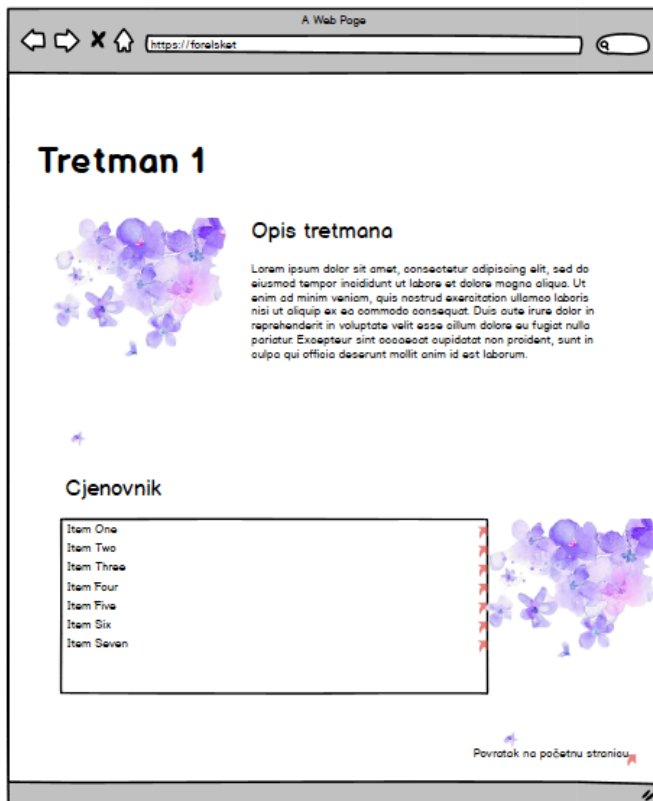 A Web Page
https://forelsket
Tretman 1
Opis tretmana
Lorem ipsum dolor sit amet, consectetur adipiscing elit, sed do
eiusmod tempor incididunt ut labore et dolore magna aliqua. Ut
enim ad minim veniam, quis nostrud exercitation ullamco laboris
nisi ut aliquip ex ea commodo consequat. Duis aute irure dolor in
reprehenderit in voluptate velit esse cillum dolore eu fugiat nulla
pariatur. Excepteur sint occaecat cupidatat non proident, sunt in
culpa qui officia deserunt mollit anim id est laborum.
Cjenovnik
Item One
Item Two
Item Three
Item Four
Item Five
Item Six
Item Seven
Povratak na početnu stranicu